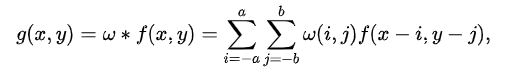 g(x, y) = ω ∗ f(x, y) = ∑_{i=−a}^{a} ∑_{j=−b}^{b} ω(i, j)f(x − i, y − j),